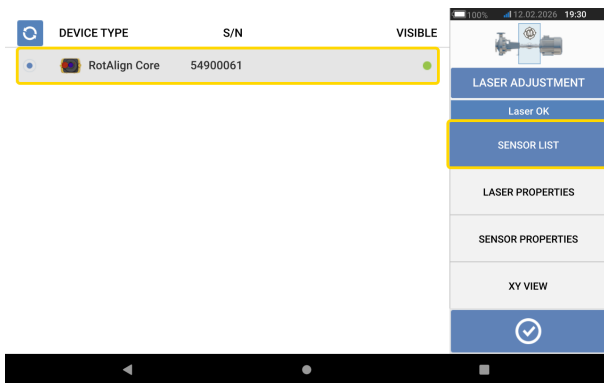 100% 12.02.2026 19:30
DEVICE TYPE S/N VISIBLE
RotAlign Core 54900061
LASER ADJUSTMENT
Laser OK
SENSOR LIST
LASER PROPERTIES
SENSOR PROPERTIES
XY VIEW